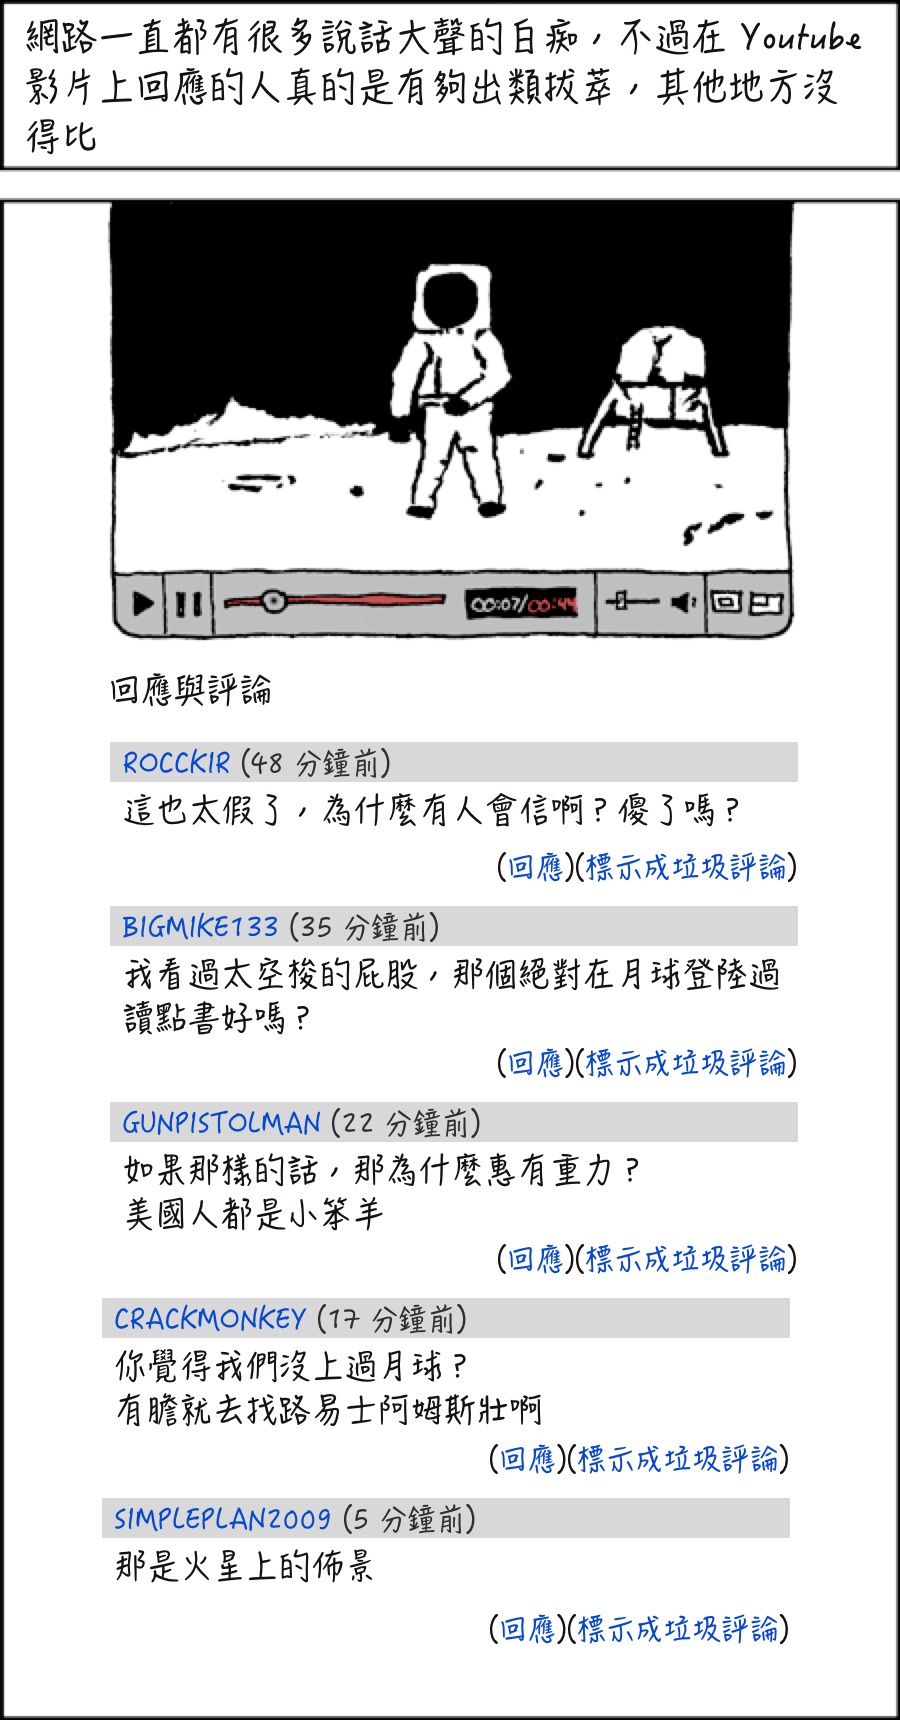 網路一直都有很多說話大聲的白痴，不過在 Youtube
影片上回應的人真的是有夠出類拔萃，其他地方沒
得比
00:07/00:44
回應與評論
ROCCKIR (48 分鐘前)
這也太假了，為什麼有人會信啊？傻了嗎？
(回應)(標示成垃圾評論)
BIGMIKE133 (35 分鐘前)
我看過太空梭的屁股，那個絕對在月球登陸過
讀點書好嗎？
(回應)(標示成垃圾評論)
GUNPISTOLMAN (22 分鐘前)
如果那樣的話，那為什麼惠有重力？
美國人都是小笨羊
(回應)(標示成垃圾評論)
CRACKMONKEY (17 分鐘前)
你覺得我們沒上過月球？
有膽就去找路易士阿姆斯壯啊
(回應)(標示成垃圾評論)
SIMPLEPLAN2009 (5 分鐘前)
那是火星上的佈景
(回應)(標示成垃圾評論)